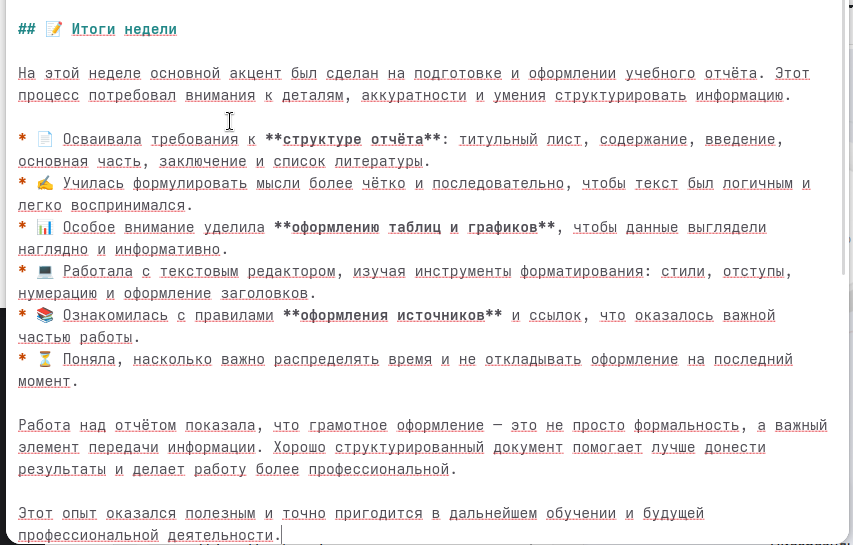 ## 📝 Итоги недели
На этой неделе основной акцент был сделан на подготовке и оформлении учебного отчёта. Этот
процесс потребовал внимания к деталям, аккуратности и умения структурировать информацию.
* 📄 Осваивала требования к **структуре отчёта**: титульный лист, содержание, введение,
основная часть, заключение и список литературы.
* ✍️ Училась формулировать мысли более чётко и последовательно, чтобы текст был логичным и
легко воспринимался.
* 📊 Особое внимание уделила **оформлению таблиц и графиков**, чтобы данные выглядели
наглядно и информативно.
* 💻 Работала с текстовым редактором, изучая инструменты форматирования: стили, отступы,
нумерацию и оформление заголовков.
* 📚 Ознакомилась с правилами **оформления источников** и ссылок, что оказалось важной
частью работы.
* ⏳ Поняла, насколько важно распределять время и не откладывать оформление на последний
момент.
Работа над отчётом показала, что грамотное оформление — это не просто формальность, а важный
элемент передачи информации. Хорошо структурированный документ помогает лучше донести
результаты и делает работу более профессиональной.
Этот опыт оказался полезным и точно пригодится в дальнейшем обучении и будущей
профессиональной деятельности.